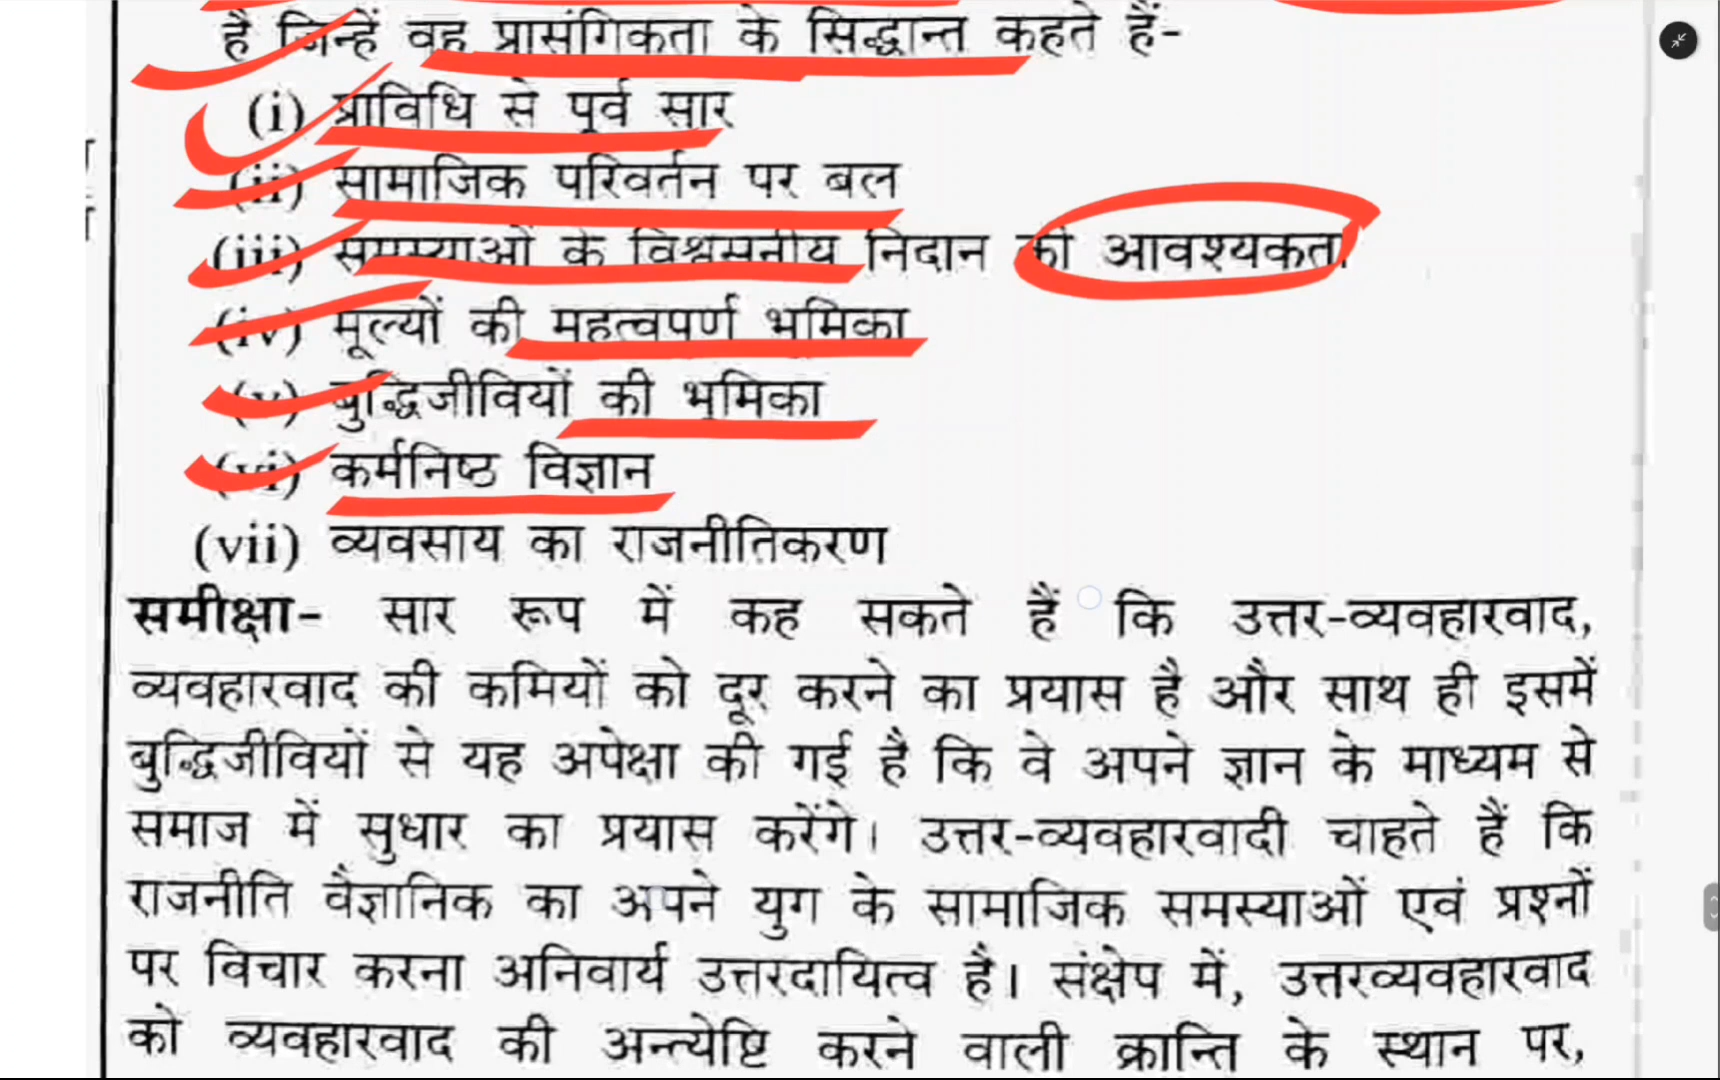 है जिन्हें वह प्रासंगिकता के सिद्धान्त कहते हैं-
(i) प्राविधि से पूर्व सार
(ii) सामाजिक परिवर्तन पर बल
(iii) समस्याओं के विश्वसनीय निदान की आवश्यकता
(iv) मूल्यों की महत्वपूर्ण भूमिका
(v) बुद्धिजीवियों की भूमिका
(vi) कर्मनिष्ठ विज्ञान
(vii) व्यवसाय का राजनीतिकरण
समीक्षा- सार रूप में कह सकते हैं कि उत्तर-व्यवहारवाद,
व्यवहारवाद की कमियों को दूर करने का प्रयास है और साथ ही इसमें
बुद्धिजीवियों से यह अपेक्षा की गई है कि वे अपने ज्ञान के माध्यम से
समाज में सुधार का प्रयास करेंगे। उत्तर-व्यवहारवादी चाहते हैं कि
राजनीति वैज्ञानिक का अपने युग के सामाजिक समस्याओं एवं प्रश्नों
पर विचार करना अनिवार्य उत्तरदायित्व है। संक्षेप में, उत्तरव्यवहारवाद
को व्यवहारवाद की अन्त्येष्टि करने वाली क्रान्ति के स्थान पर,